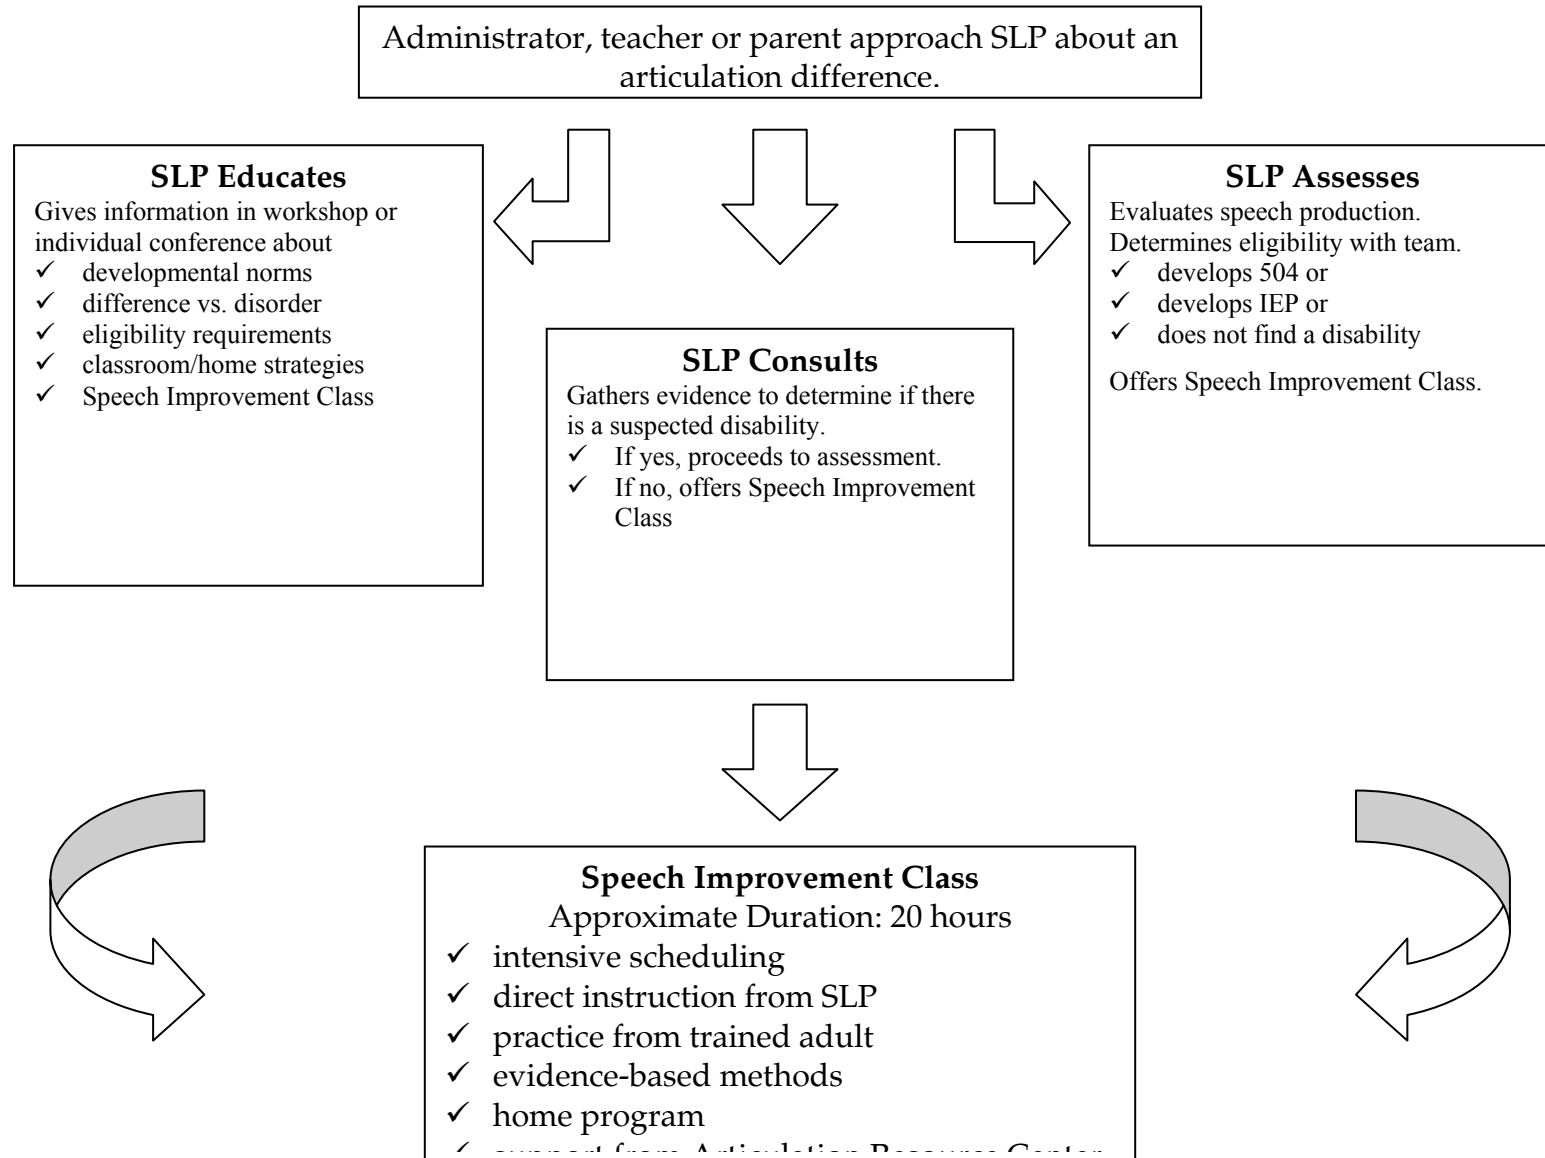 Administrator, teacher or parent approach SLP about an
articulation difference.
SLP Educates
Gives information in workshop or
individual conference about
✓ developmental norms
✓ difference vs. disorder
✓ eligibility requirements
✓ classroom/home strategies
✓ Speech Improvement Class
SLP Consults
Gathers evidence to determine if there
is a suspected disability.
✓ If yes, proceeds to assessment.
✓ If no, offers Speech Improvement
Class
SLP Assesses
Evaluates speech production.
Determines eligibility with team.
✓ develops 504 or
✓ develops IEP or
✓ does not find a disability
Offers Speech Improvement Class.
Speech Improvement Class
Approximate Duration: 20 hours
✓ intensive scheduling
✓ direct instruction from SLP
✓ practice from trained adult
✓ evidence-based methods
✓ home program
✓ support from Articulation Resource Center